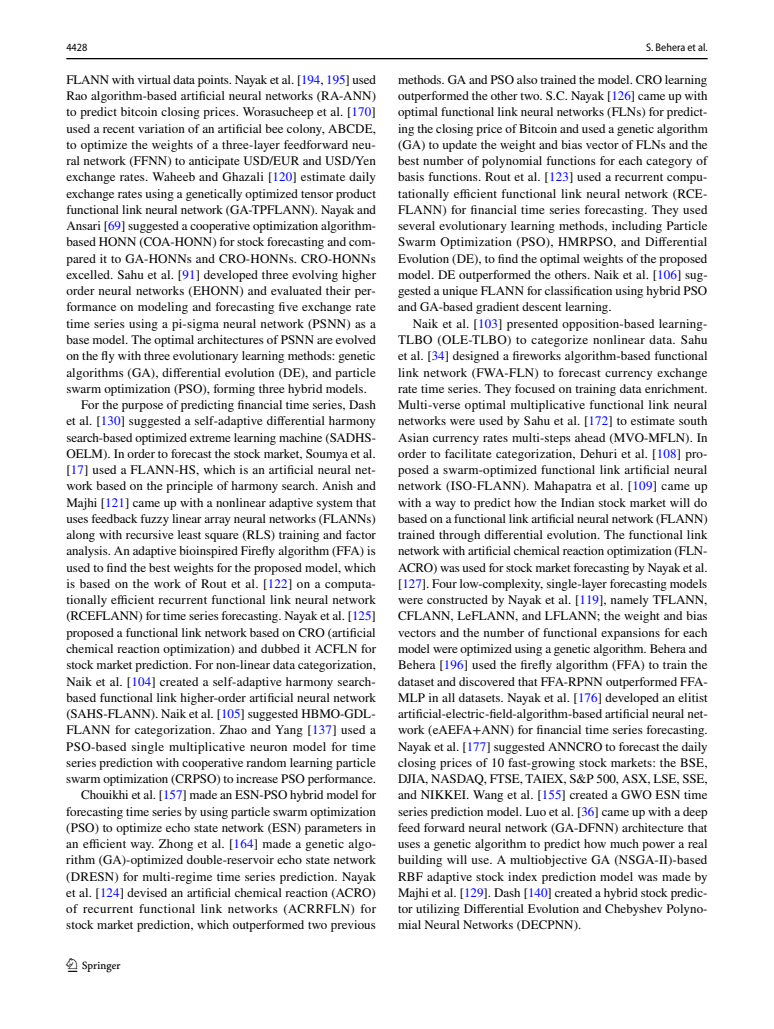 4428
S. Behera et al.
FLANN with virtual data points. Nayak et al. [194, 195] used
Rao algorithm-based artificial neural networks (RA-ANN)
to predict bitcoin closing prices. Worasucheep et al. [170]
used a recent variation of an artificial bee colony, ABCDE,
to optimize the weights of a three-layer feedforward neu-
ral network (FFNN) to anticipate USD/EUR and USD/Yen
exchange rates. Waheeb and Ghazali [120] estimate daily
exchange rates using a genetically optimized tensor product
functional link neural network (GA-TPFLANN). Nayak and
Ansari [69] suggested a cooperative optimization algorithm-
based HONN (COA-HONN) for stock forecasting and com-
pared it to GA-HONNs and CRO-HONNs. CRO-HONNs
excelled. Sahu et al. [91] developed three evolving higher
order neural networks (EHONN) and evaluated their per-
formance on modeling and forecasting five exchange rate
time series using a pi-sigma neural network (PSNN) as a
base model. The optimal architectures of PSNN are evolved
on the fly with three evolutionary learning methods: genetic
algorithms (GA), differential evolution (DE), and particle
swarm optimization (PSO), forming three hybrid models.
For the purpose of predicting financial time series, Dash
et al. [130] suggested a self-adaptive differential harmony
search-based optimized extreme learning machine (SADHS-
OELM). In order to forecast the stock market, Soumya et al.
[17] used a FLANN-HS, which is an artificial neural net-
work based on the principle of harmony search. Anish and
Majhi [121] came up with a nonlinear adaptive system that
uses feedback fuzzy linear array neural networks (FLANNs)
along with recursive least square (RLS) training and factor
analysis. An adaptive bioinspired Firefly algorithm (FFA) is
used to find the best weights for the proposed model, which
is based on the work of Rout et al. [122] on a computa-
tionally efficient recurrent functional link neural network
(RCEFLANN) for time series forecasting. Nayak et al. [125]
proposed a functional link network based on CRO (artificial
chemical reaction optimization) and dubbed it ACFLN for
stock market prediction. For non-linear data categorization,
Naik et al. [104] created a self-adaptive harmony search-
based functional link higher-order artificial neural network
(SAHS-FLANN). Naik et al. [105] suggested HBMO-GDL-
FLANN for categorization. Zhao and Yang [137] used a
PSO-based single multiplicative neuron model for time
series prediction with cooperative random learning particle
swarm optimization (CRPSO) to increase PSO performance.
Chouikhi et al. [157] made an ESN-PSO hybrid model for
forecasting time series by using particle swarm optimization
(PSO) to optimize echo state network (ESN) parameters in
an efficient way. Zhong et al. [164] made a genetic algo-
rithm (GA)-optimized double-reservoir echo state network
(DRESN) for multi-regime time series prediction. Nayak
et al. [124] devised an artificial chemical reaction (ACRO)
of recurrent functional link networks (ACRRFLN) for
stock market prediction, which outperformed two previous
methods. GA and PSO also trained the model. CRO learning
outperformed the other two. S.C. Nayak [126] came up with
optimal functional link neural networks (FLNs) for predict-
ing the closing price of Bitcoin and used a genetic algorithm
(GA) to update the weight and bias vector of FLNs and the
best number of polynomial functions for each category of
basis functions. Rout et al. [123] used a recurrent compu-
tationally efficient functional link neural network (RCE-
FLANN) for financial time series forecasting. They used
several evolutionary learning methods, including Particle
Swarm Optimization (PSO), HMRPSO, and Differential
Evolution (DE), to find the optimal weights of the proposed
model. DE outperformed the others. Naik et al. [106] sug-
gested a unique FLANN for classification using hybrid PSO
and GA-based gradient descent learning.
Naik et al. [103] presented opposition-based learning-
TLBO (OLE-TLBO) to categorize nonlinear data. Sahu
et al. [34] designed a fireworks algorithm-based functional
link network (FWA-FLN) to forecast currency exchange
rate time series. They focused on training data enrichment.
Multi-verse optimal multiplicative functional link neural
networks were used by Sahu et al. [172] to estimate south
Asian currency rates multi-steps ahead (MVO-MFLN). In
order to facilitate categorization, Dehuri et al. [108] pro-
posed a swarm-optimized functional link artificial neural
network (ISO-FLANN). Mahapatra et al. [109] came up
with a way to predict how the Indian stock market will do
based on a functional link artificial neural network (FLANN)
trained through differential evolution. The functional link
network with artificial chemical reaction optimization (FLN-
ACRO) was used for stock market forecasting by Nayak et al.
[127]. Four low-complexity, single-layer forecasting models
were constructed by Nayak et al. [119], namely TFLANN,
CFLANN, LeFLANN, and LFLANN; the weight and bias
vectors and the number of functional expansions for each
model were optimized using a genetic algorithm. Behera and
Behera [196] used the firefly algorithm (FFA) to train the
dataset and discovered that FFA-RPNN outperformed FFA-
MLP in all datasets. Nayak et al. [176] developed an elitist
artificial-electric-field-algorithm-based artificial neural net-
work (eAEFA+ANN) for financial time series forecasting.
Nayak et al. [177] suggested ANNCRO to forecast the daily
closing prices of 10 fast-growing stock markets: the BSE,
DJIA, NASDAQ, FTSE, TAIEX, S&P 500, ASX, LSE, SSE,
and NIKKEI. Wang et al. [155] created a GWO ESN time
series prediction model. Luo et al. [36] came up with a deep
feed forward neural network (GA-DFNN) architecture that
uses a genetic algorithm to predict how much power a real
building will use. A multiobjective GA (NSGA-II)-based
RBF adaptive stock index prediction model was made by
Majhi et al. [129]. Dash [140] created a hybrid stock predic-
tor utilizing Differential Evolution and Chebyshev Polyno-
mial Neural Networks (DECPNN).
Springer